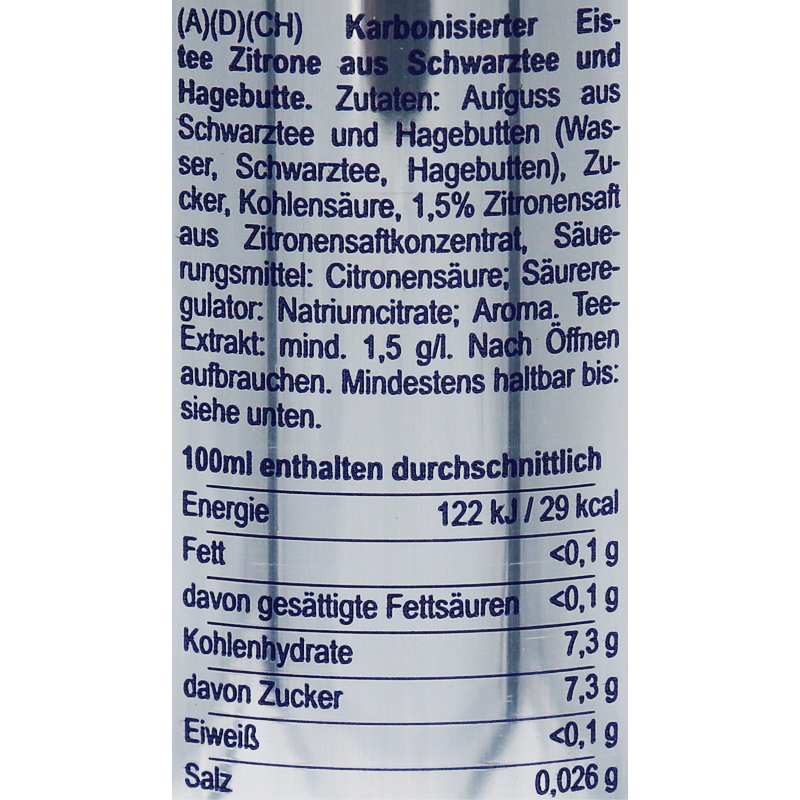 (A)(D)(CH) Karbonisierter Eis-
tee Zitrone aus Schwarztee und
Hagebutte. Zutaten: Aufguss aus
Schwarztee und Hagebutten (Was-
ser, Schwarztee, Hagebutten), Zu-
cker, Kohlensäure, 1,5% Zitronensaft
aus Zitronensaftkonzentrat, Säue-
rungsmittel: Citronensäure; Säurere-
gulator: Natriumcitrate; Aroma. Tee-
Extrakt: mind. 1,5 g/l. Nach Öffnen
aufbrauchen. Mindestens haltbar bis:
siehe unten.
100ml enthalten durchschnittlich
Energie 122 kJ / 29 kcal
Fett <0,1 g
davon gesättigte Fettsäuren <0,1 g
Kohlenhydrate 7,3 g
davon Zucker 7,3 g
Eiweiß <0,1 g
Salz 0,026 g